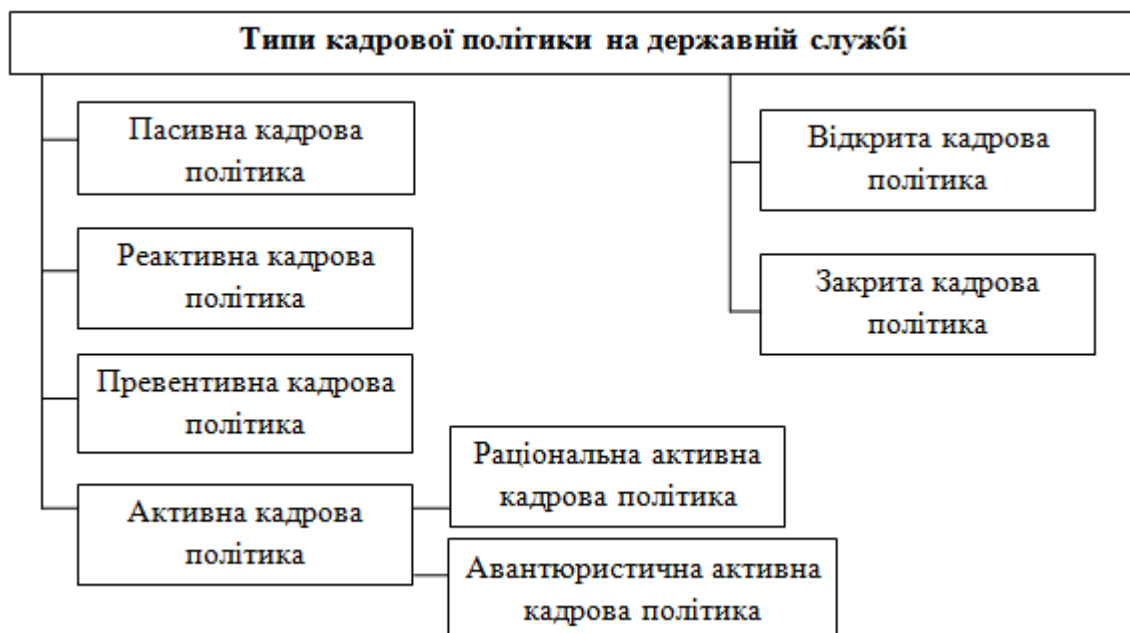 Типи кадрової політики на державній службі
Пасивна кадрова
політика
Реактивна кадрова
політика
Превентивна кадрова
політика
Активна кадрова
політика
Раціональна активна
кадрова політика
Авантюристична активна
кадрова політика
Відкрита кадрова
політика
Закрита кадрова
політика